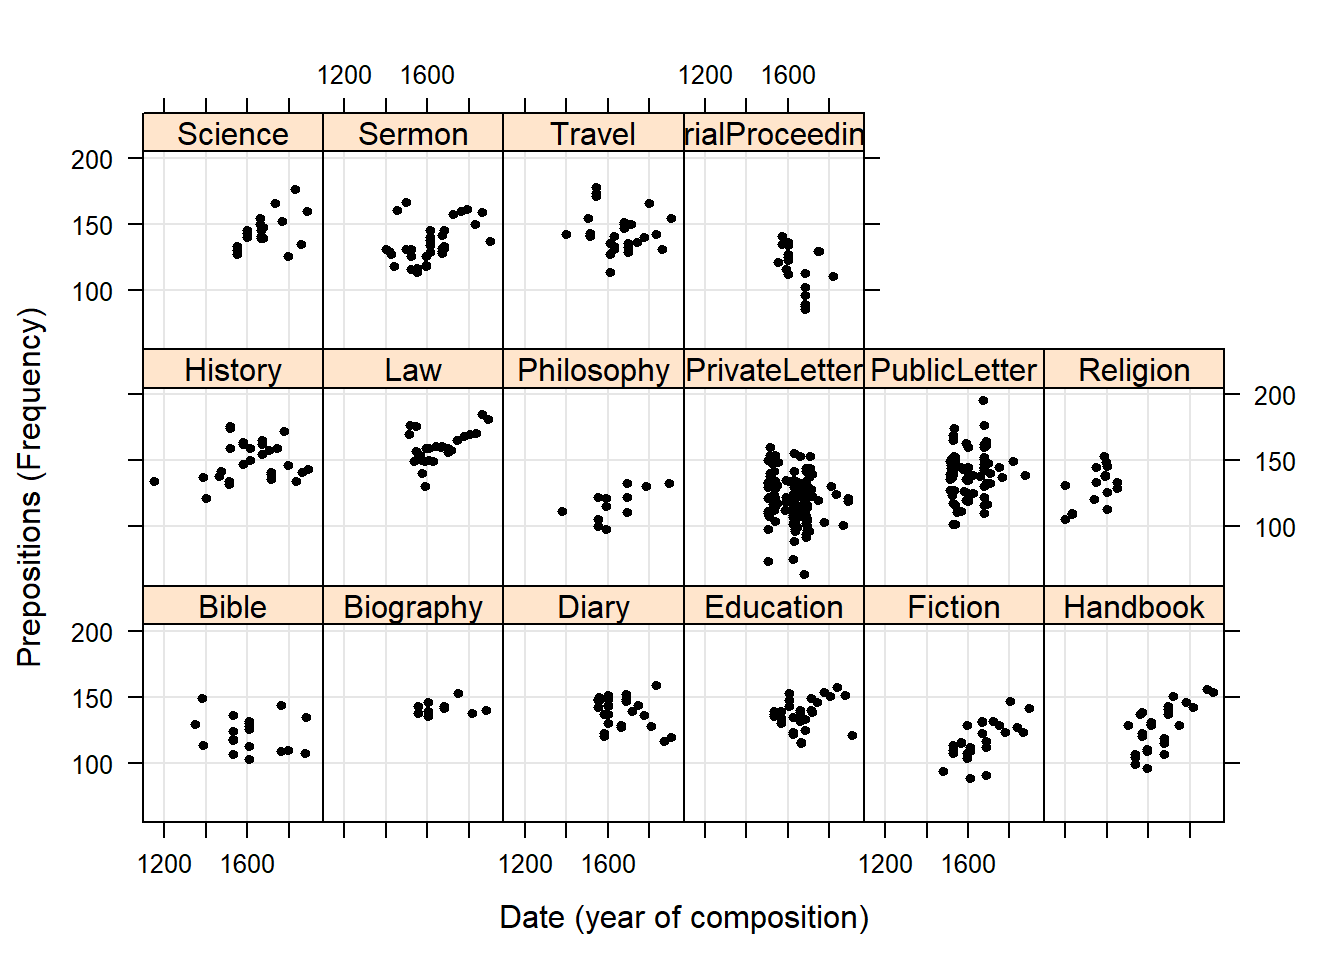 1200 1600 1200 1600
Science Sermon Travel rialProceedin
200
150
100
History Law Philosophy PrivateLetter PublicLetter Religion
200
150
100
Bible Biography Diary Education Fiction Handbook
200
150
100
1200 1600 1200 1600 1200 1600
Date (year of composition)
Prepositions (Frequency)